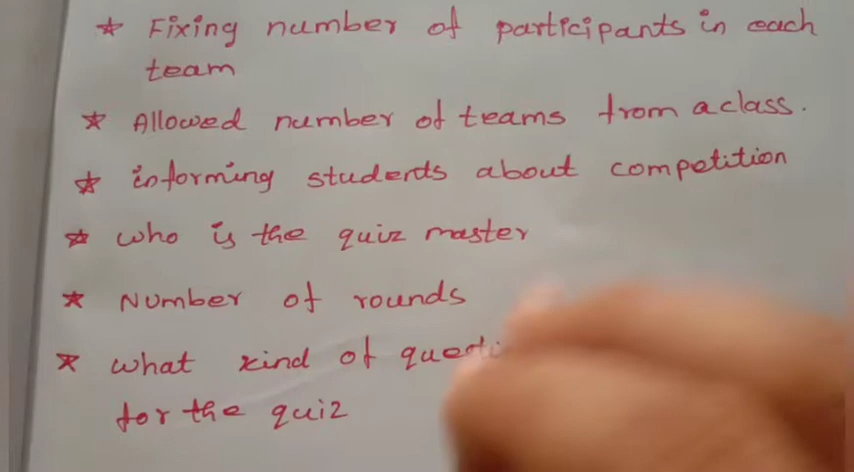 * Fixing number of participants in each
team
* Allowed number of teams from a class.
* informing students about competition
* who is the quiz master
* Number of rounds
* what kind of
for the quiz